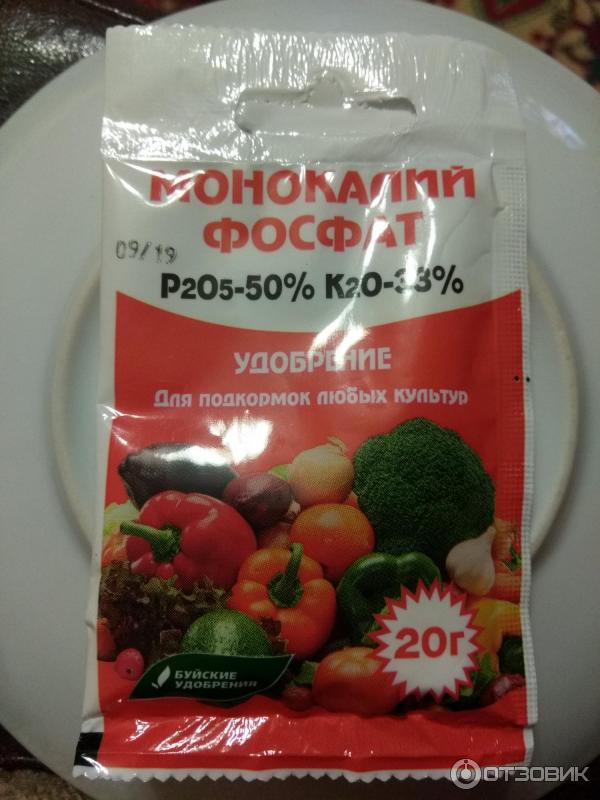 МОНОКАЛИЙ
ФОСФАТ
09/19
P2O5-50% K2O-33%
УДОБРЕНИЕ
Для подкормок любых культур
20г
БУЙСКИЕ
УДОБРЕНИЯ
ОТЗОВИК